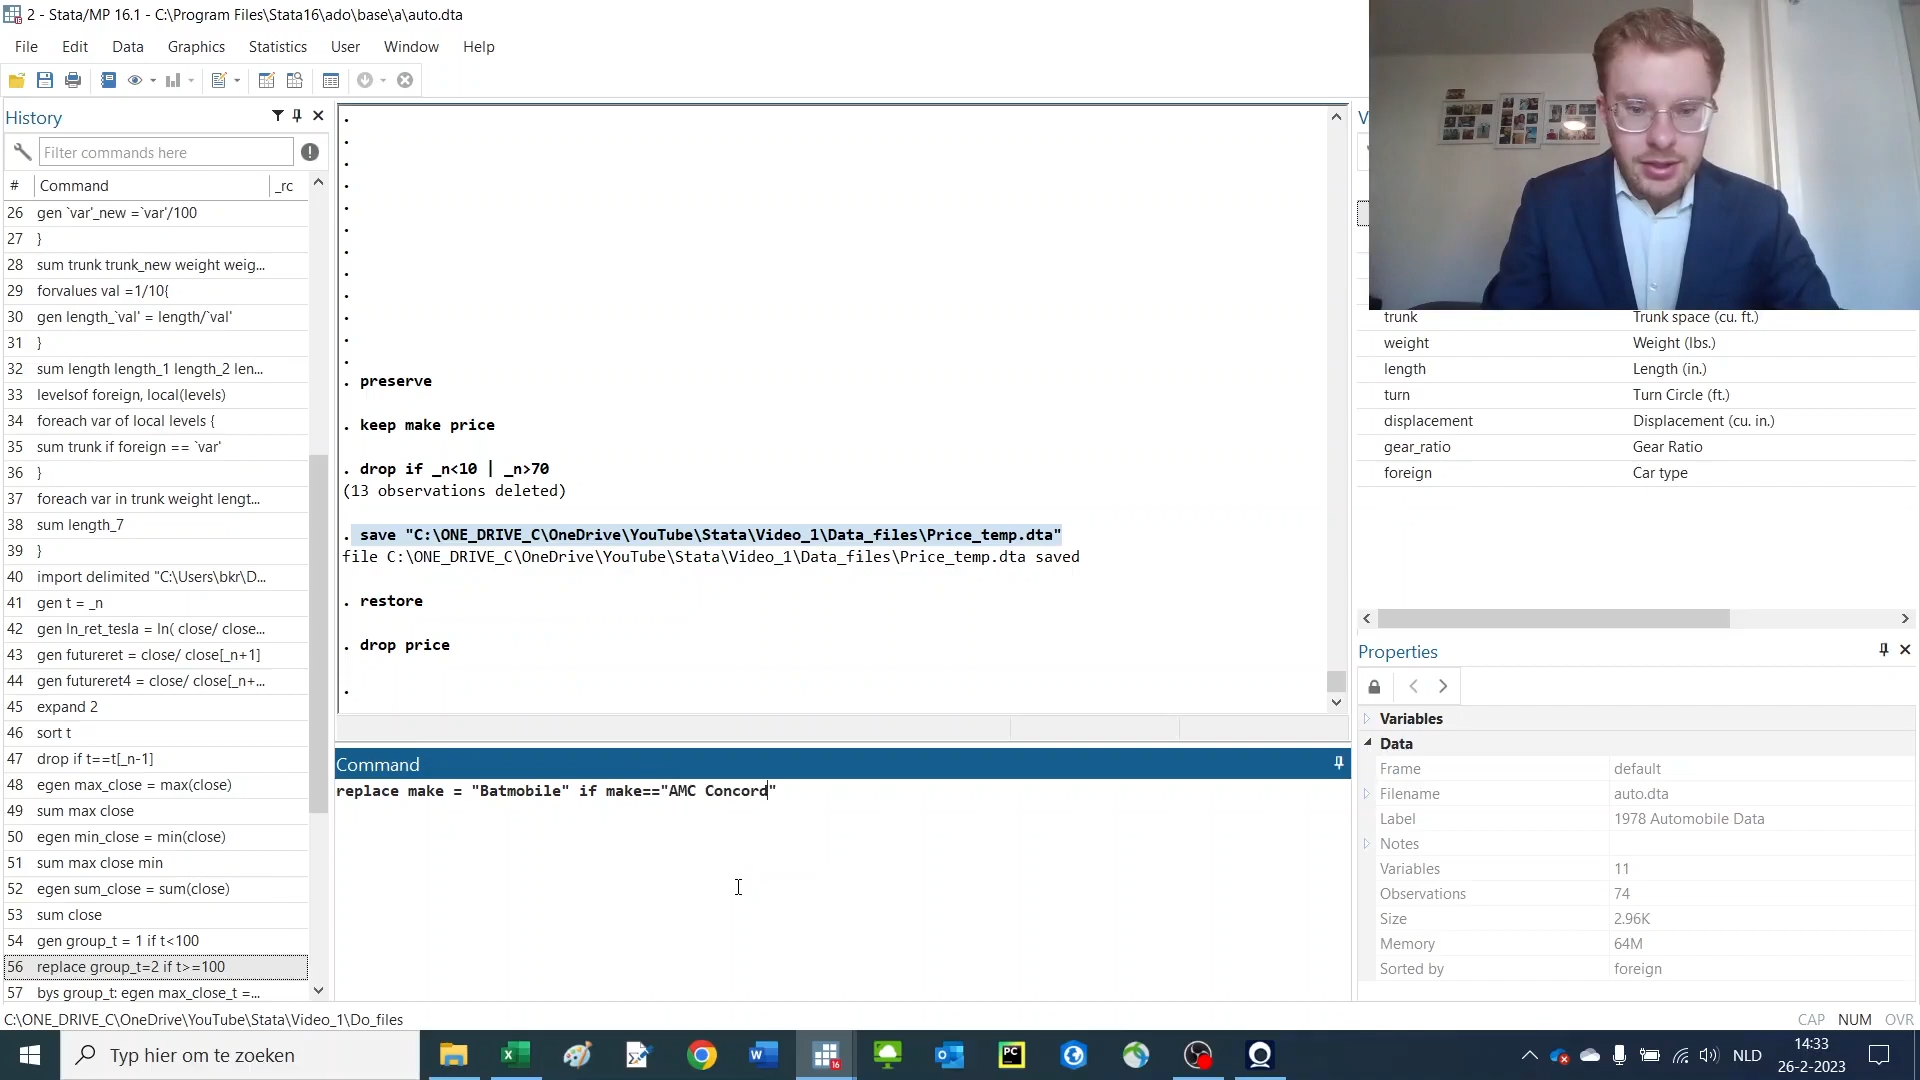 2 - Stata/MP 16.1 - C:\Program Files\Stata16\ado\base\a\auto.dta
File Edit Data Graphics Statistics User Window Help
History
Filter commands here
# Command _rc
26 gen `var'_new =`var'/100
27 }
28 sum trunk trunk_new weight weig...
29 forvalues val =1/10{
30 gen length_`val' = length/`val'
31 }
32 sum length length_1 length_2 len...
33 levelsof foreign, local(levels)
34 foreach var of local levels {
35 sum trunk if foreign == `var'
36 }
37 foreach var in trunk weight lengt...
38 sum length_7
39 }
40 import delimited "C:\Users\bkr\D...
41 gen t = _n
42 gen ln_ret_tesla = ln( close/ close...
43 gen futureret = close/ close[_n+1]
44 gen futureret4 = close/ close[_n+...
45 expand 2
46 sort t
47 drop if t==t[_n-1]
48 egen max_close = max(close)
49 sum max close
50 egen min_close = min(close)
51 sum max close min
52 egen sum_close = sum(close)
53 sum close
54 gen group_t = 1 if t<100
56 replace group_t=2 if t>=100
57 bys group_t: egen max_close_t =...
.
.
.
.
.
.
.
.
.
.
.
.
. preserve
. keep make price
. drop if _n<10 | _n>70
(13 observations deleted)
. save "C:\ONE_DRIVE_C\OneDrive\YouTube\Stata\Video_1\Data_files\Price_temp.dta"
file C:\ONE_DRIVE_C\OneDrive\YouTube\Stata\Video_1\Data_files\Price_temp.dta saved
. restore
. drop price
.
Command
replace make = "Batmobile" if make=="AMC Concord"
V
trunk Trunk space (cu. ft.)
weight Weight (lbs.)
length Length (in.)
turn Turn Circle (ft.)
displacement Displacement (cu. in.)
gear_ratio Gear Ratio
foreign Car type
Properties
Variables
Data
Frame default
Filename auto.dta
Label 1978 Automobile Data
Notes
Variables 11
Observations 74
Size 2.96K
Memory 64M
Sorted by foreign
C:\ONE_DRIVE_C\OneDrive\YouTube\Stata\Video_1\Do_files
CAP NUM OVR
Typ hier om te zoeken
16
PC
NLD
14:33
26-2-2023